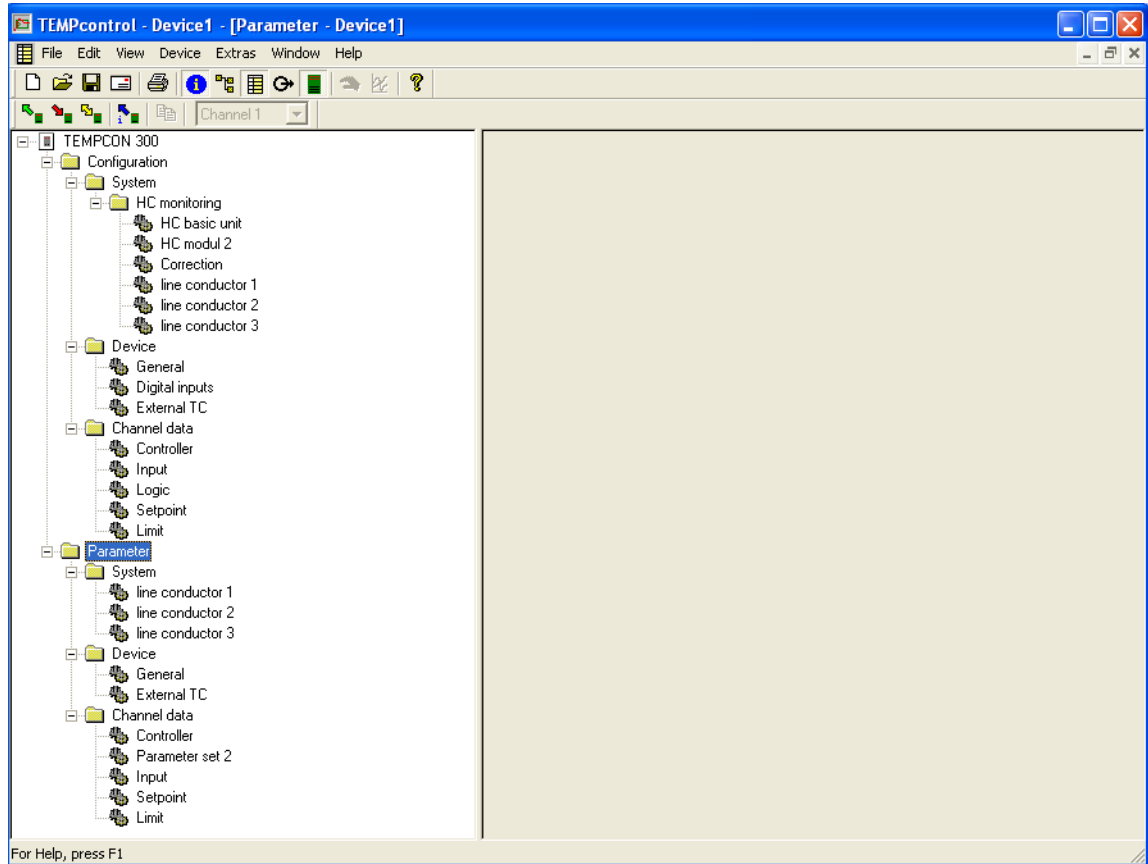 TEMPcontrol - Device1 - [Parameter - Device1]
File Edit View Device Extras Window Help
Channel 1
TEMPCON 300
Configuration
System
HC monitoring
HC basic unit
HC modul 2
Correction
line conductor 1
line conductor 2
line conductor 3
Device
General
Digital inputs
External TC
Channel data
Controller
Input
Logic
Setpoint
Limit
Parameter
System
line conductor 1
line conductor 2
line conductor 3
Device
General
External TC
Channel data
Controller
Parameter set 2
Input
Setpoint
Limit
For Help, press F1